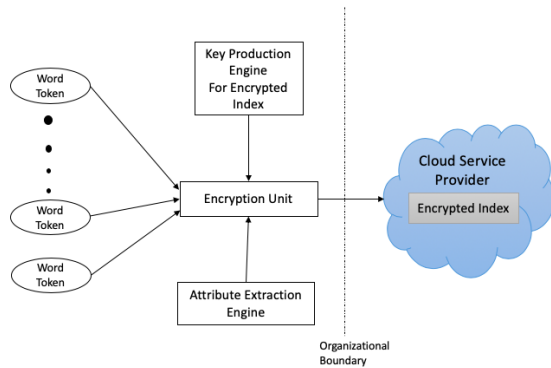 Word
Token
Key Production
Engine
For Encrypted
Index
Cloud Service
Provider
Encrypted Index
Word
Token
Encryption Unit
Word
Token
Attribute Extraction
Engine
Organizational
Boundary